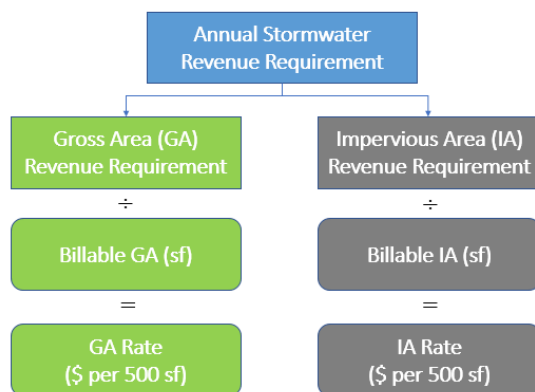 Annual Stormwater
Revenue Requirement
Gross Area (GA)
Revenue Requirement
÷
Billable GA (sf)
=
GA Rate
($ per 500 sf)
Impervious Area (IA)
Revenue Requirement
÷
Billable IA (sf)
=
IA Rate
($ per 500 sf)